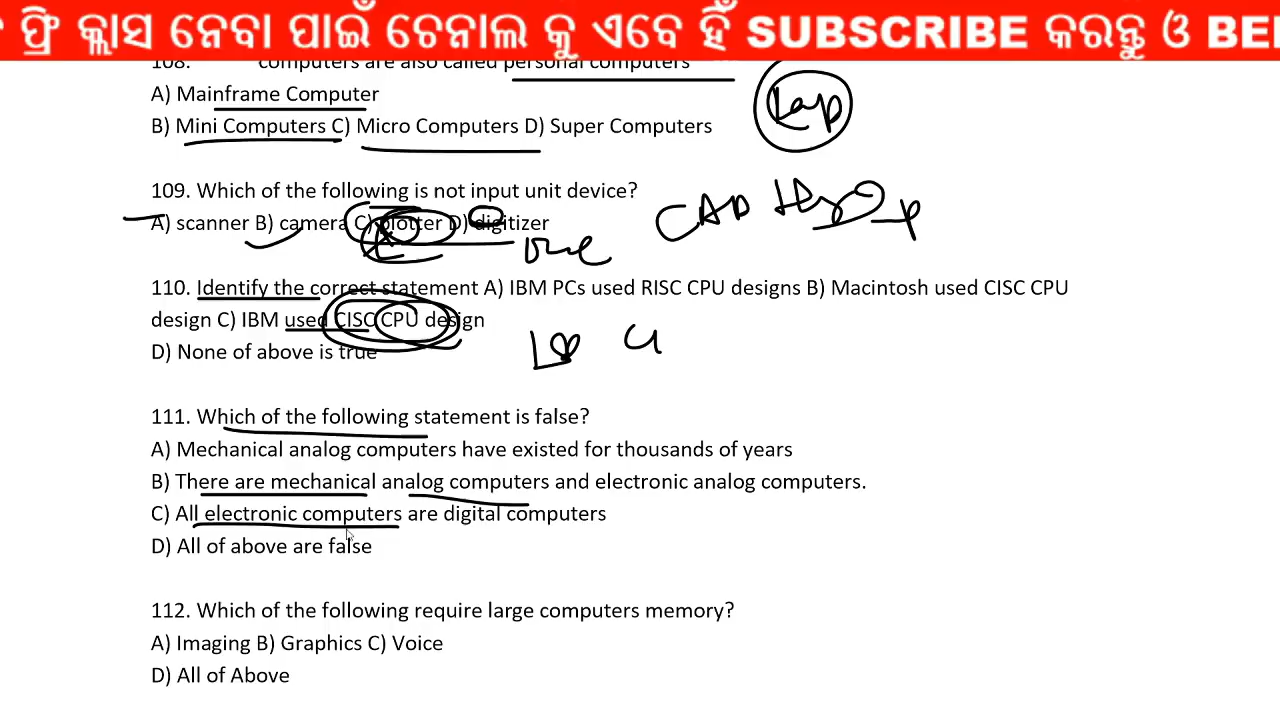 ଫ୍ରି କ୍ଲାସ ନେବା ପାଇଁ ଚେନାଲ କୁ ଏବେ ହିଁ SUBSCRIBE କରନ୍ତୁ ଓ BE
108. computers are also called personal computers
A) Mainframe Computer
B) Mini Computers C) Micro Computers D) Super Computers
Lap
109. Which of the following is not input unit device?
A) scanner B) camera C) plotter D) digitizer
CAD
110. Identify the correct statement A) IBM PCs used RISC CPU designs B) Macintosh used CISC CPU
design C) IBM used CISC CPU design
D) None of above is true
111. Which of the following statement is false?
A) Mechanical analog computers have existed for thousands of years
B) There are mechanical analog computers and electronic analog computers.
C) All electronic computers are digital computers
D) All of above are false
112. Which of the following require large computers memory?
A) Imaging B) Graphics C) Voice
D) All of Above